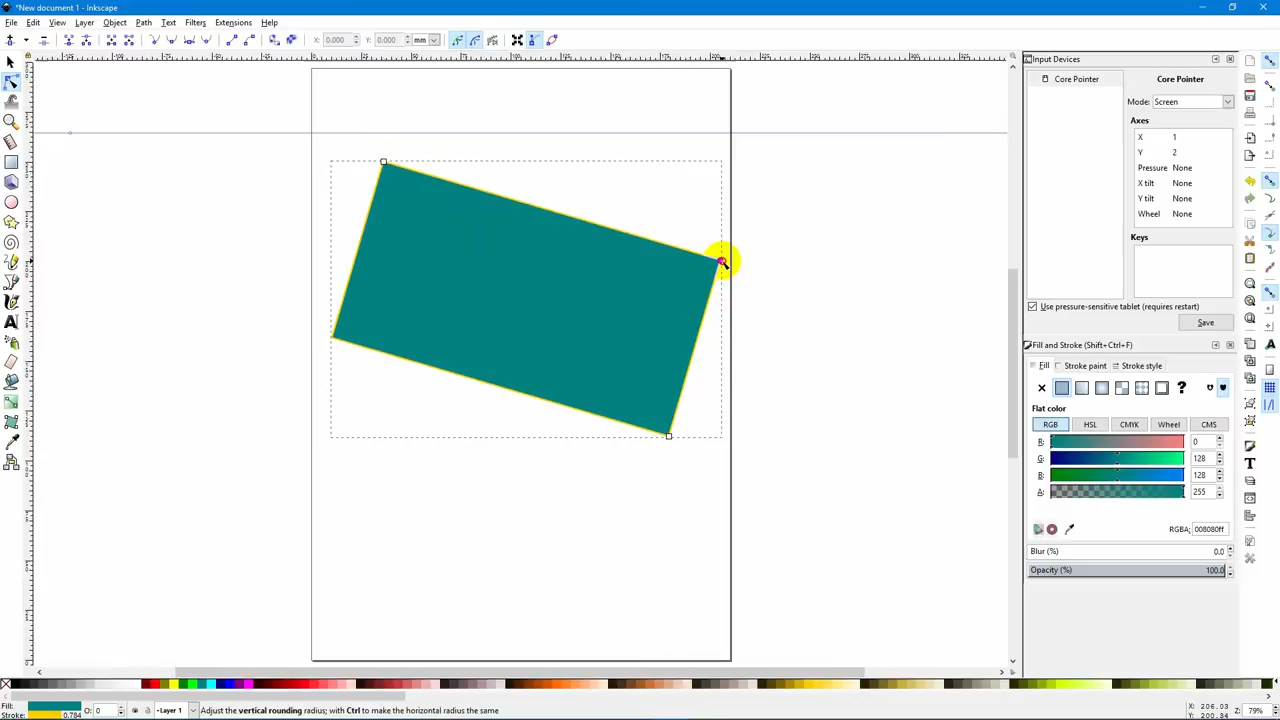 *New document 1 - Inkscape
File Edit View Layer Object Path Text Filters Extensions Help
X: 0.000 Y: 0.000 mm
Input Devices
Core Pointer
Core Pointer
Mode: Screen
Axes
X 1
Y 2
Pressure None
X tilt None
Y tilt None
Wheel None
Keys
Use pressure-sensitive tablet (requires restart)
Save
Fill and Stroke (Shift+Ctrl+F)
Fill Stroke paint Stroke style
Flat color
RGB HSL CMYK Wheel CMS
R: 0
G: 128
B: 128
A: 255
RGBA: 008080ff
Blur (%) 0.0
Opacity (%) 100.0
Fill:
Stroke: 0.784
O: 0
Layer 1
Adjust the vertical rounding radius; with Ctrl to make the horizontal radius the same
X: 206.03
Y: 200.34
Z: 79%